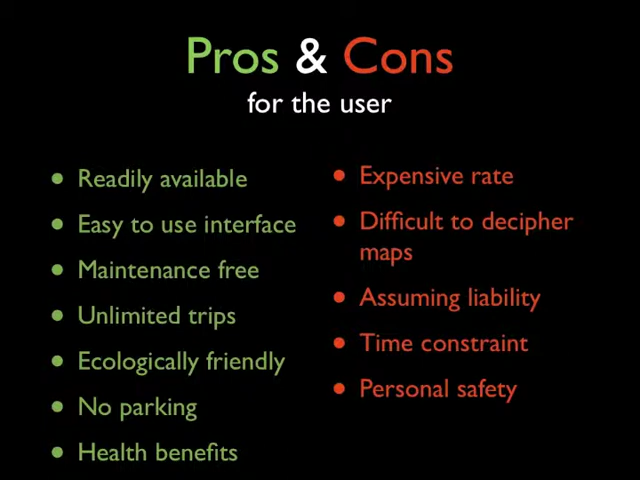 Pros & Cons
for the user
• Readily available
• Easy to use interface
• Maintenance free
• Unlimited trips
• Ecologically friendly
• No parking
• Health benefits
• Expensive rate
• Difficult to decipher
maps
• Assuming liability
• Time constraint
• Personal safety